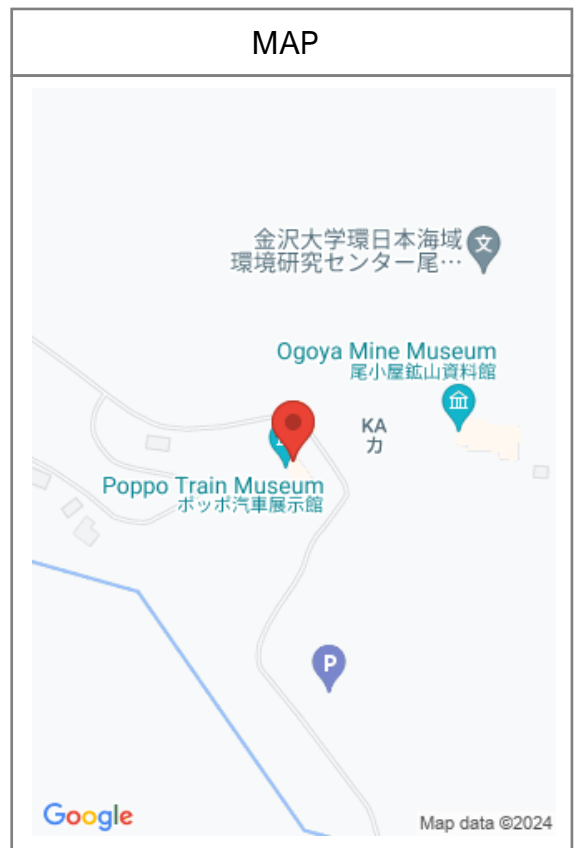 MAP
金沢大学環日本海域
環境研究センター尾…
文
Ogoya Mine Museum
尾小屋鉱山資料館
KA
カ
Poppo Train Museum
ポッポ汽車展示館
P
Google
Map data ©2024